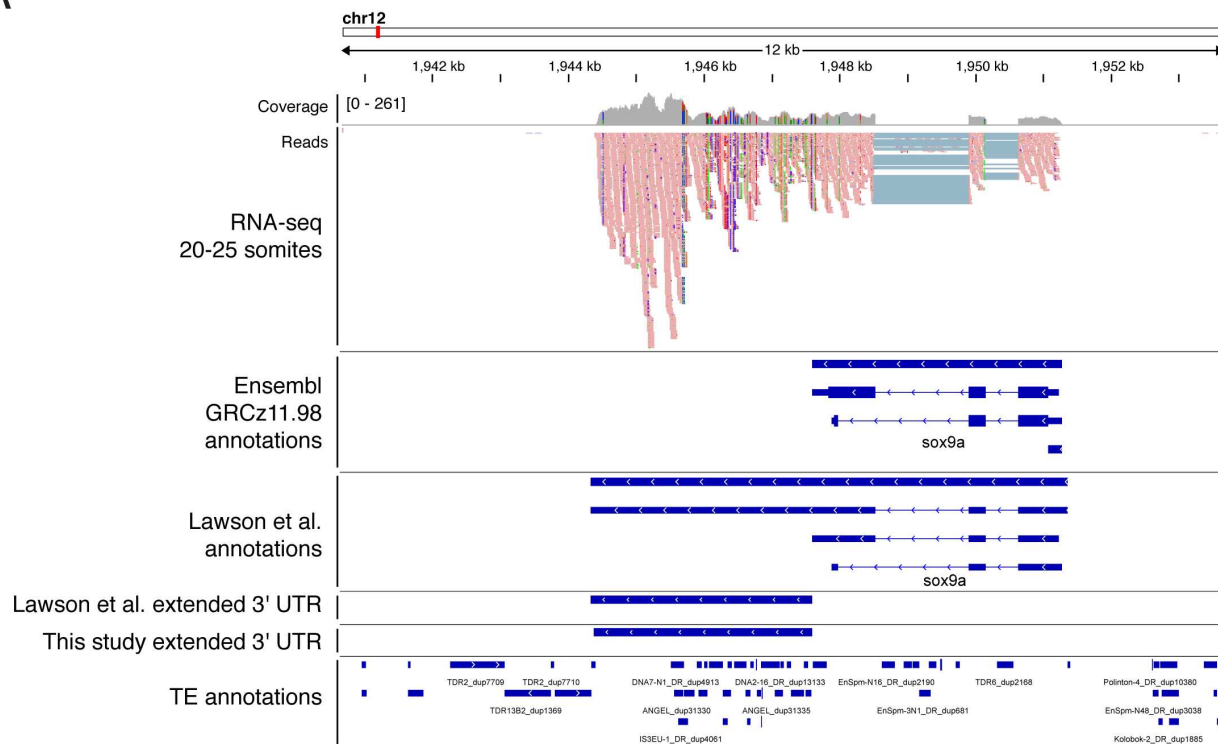 chr12
12 kb
1,942 kb 1,944 kb 1,946 kb 1,948 kb 1,950 kb 1,952 kb
Coverage [0 - 261]
Reads
RNA-seq
20-25 somites
Ensembl
GRCz11.98
annotations
sox9a
Lawson et al.
annotations
sox9a
Lawson et al. extended 3' UTR
This study extended 3' UTR
TE annotations
TDR2_dup7709 TDR2_dup7710 DNA7-N1_DR_dup4913 DNA2-16_DR_dup13133 EnSpm-N16_DR_dup2190 TDR6_dup2168 Polinton-4_DR_dup10380
TDR13B2_dup1369 ANGEL_dup31330 ANGEL_dup31335 EnSpm-3N1_DR_dup681 EnSpm-N48_DR_dup3038
IS3EU-1_DR_dup4061 Kolobok-2_DR_dup1885